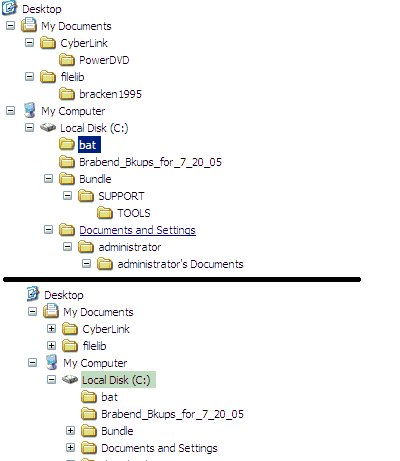 Desktop
My Documents
CyberLink
PowerDVD
filelib
bracken1995
My Computer
Local Disk (C:)
bat
Brabend_Bkups_for_7_20_05
Bundle
SUPPORT
TOOLS
Documents and Settings
administrator
administrator's Documents
Desktop
My Documents
CyberLink
filelib
My Computer
Local Disk (C:)
bat
Brabend_Bkups_for_7_20_05
Bundle
Documents and Settings